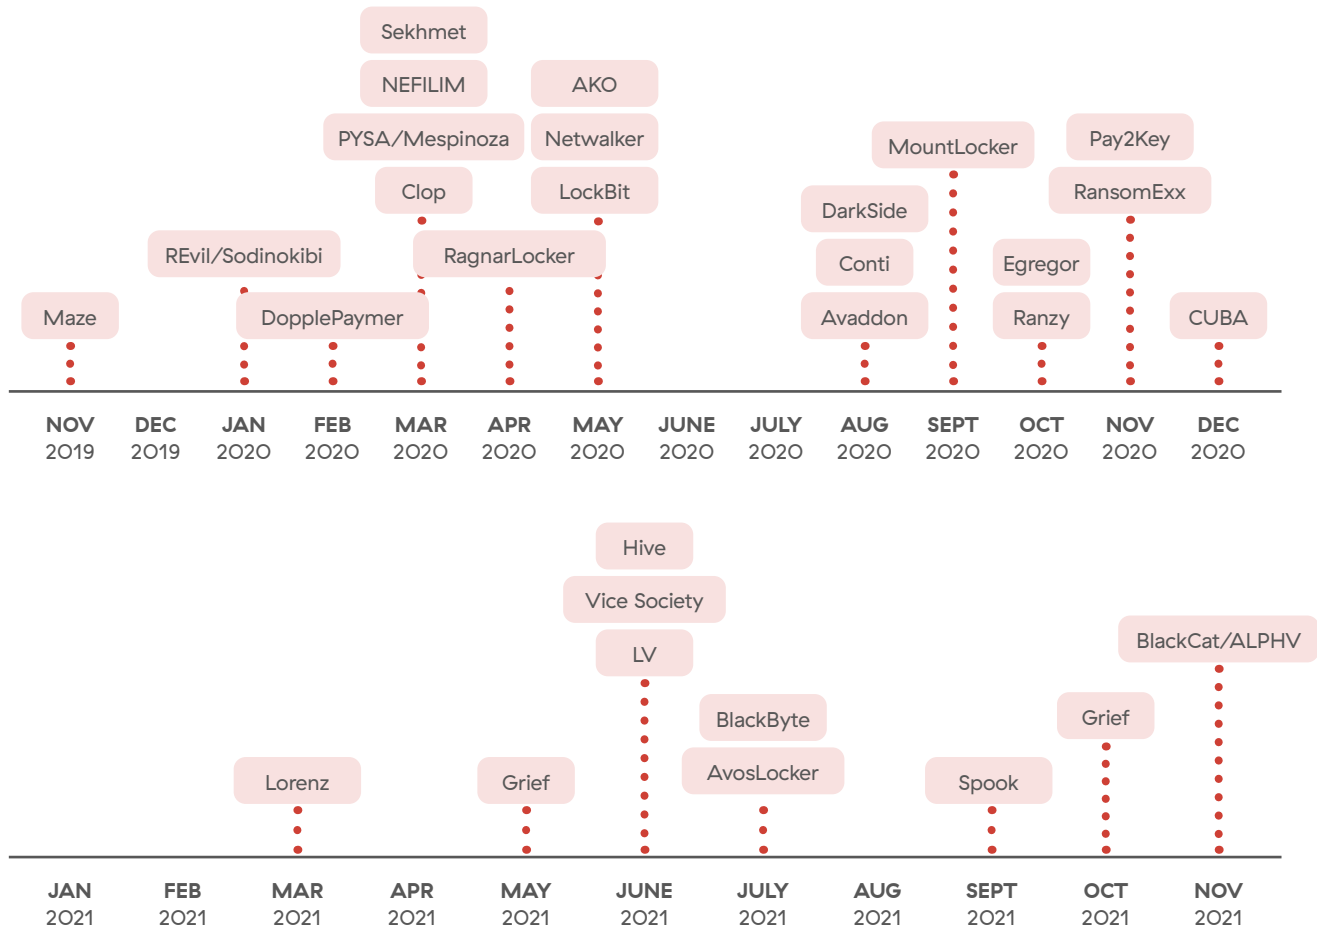 Sekhmet
NEFILIM
AKO
PYSA/Mespinoza
Netwalker
MountLocker
Pay2Key
Clop
LockBit
RansomExx
DarkSide
REvil/Sodinokibi
RagnarLocker
Conti
Egregor
Maze
DopplePaymer
Avaddon
Ranzy
CUBA
NOV DEC JAN FEB MAR APR MAY JUNE JULY AUG SEPT OCT NOV DEC
2019 2019 2020 2020 2020 2020 2020 2020 2020 2020 2020 2020 2020 2020
Hive
Vice Society
LV
BlackCat/ALPHV
BlackByte
Grief
AvosLocker
Lorenz
Grief
Spook
JAN FEB MAR APR MAY JUNE JULY AUG SEPT OCT NOV
2021 2021 2021 2021 2021 2021 2021 2021 2021 2021 2021